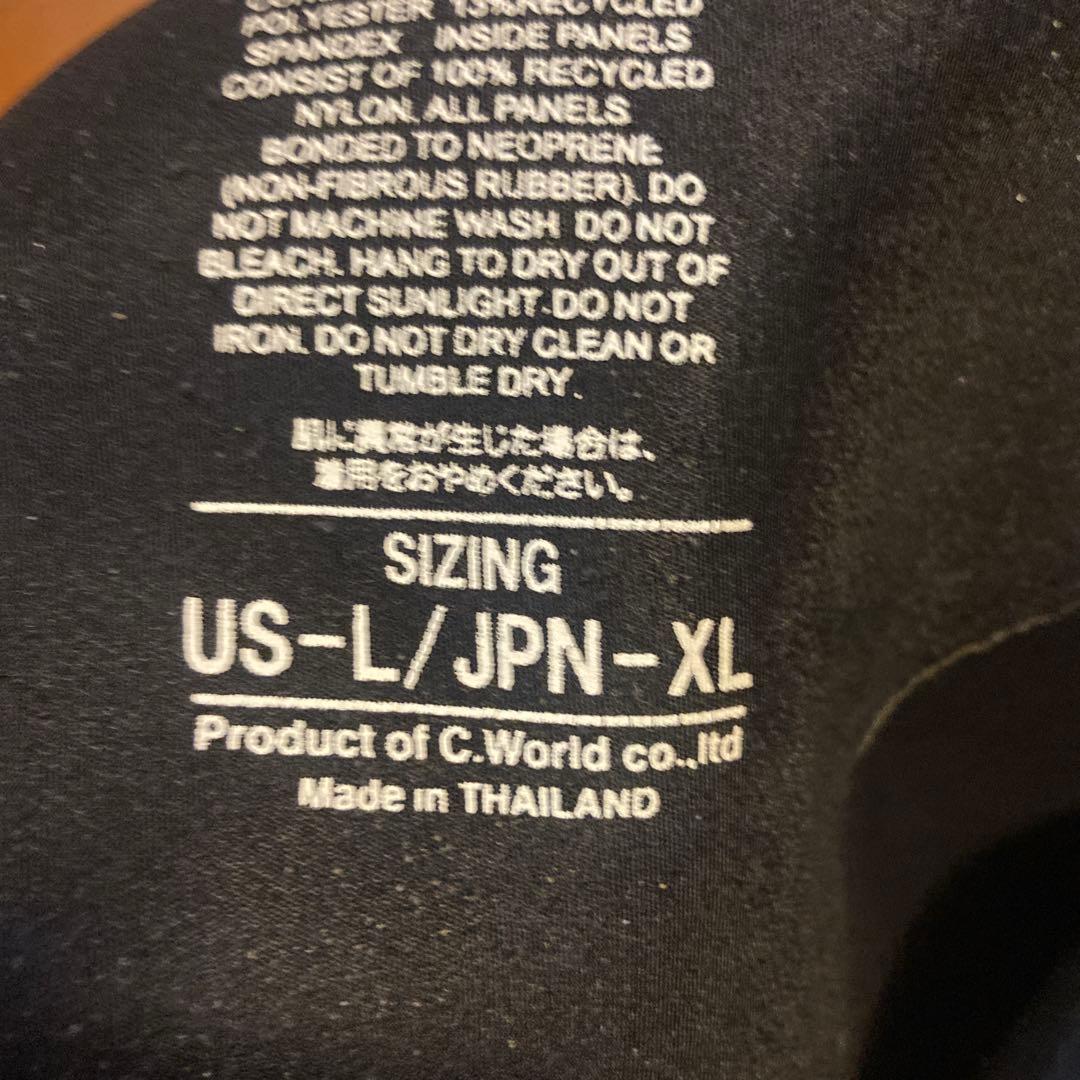 POLYESTER 13%RECYCLED
SPANDEX INSIDE PANELS
CONSIST OF 100% RECYCLED
NYLON. ALL PANELS
BONDED TO NEOPRENE
(NON-FIBROUS RUBBER). DO
NOT MACHINE WASH DO NOT
BLEACH. HANG TO DRY OUT OF
DIRECT SUNLIGHT. DO NOT
IRON. DO NOT DRY CLEAN OR
TUMBLE DRY.
肌に異常が生じた場合は、
着用をおやめください。
SIZING
US-L/JPN-XL
Product of C.World co.,ltd
Made in THAILAND